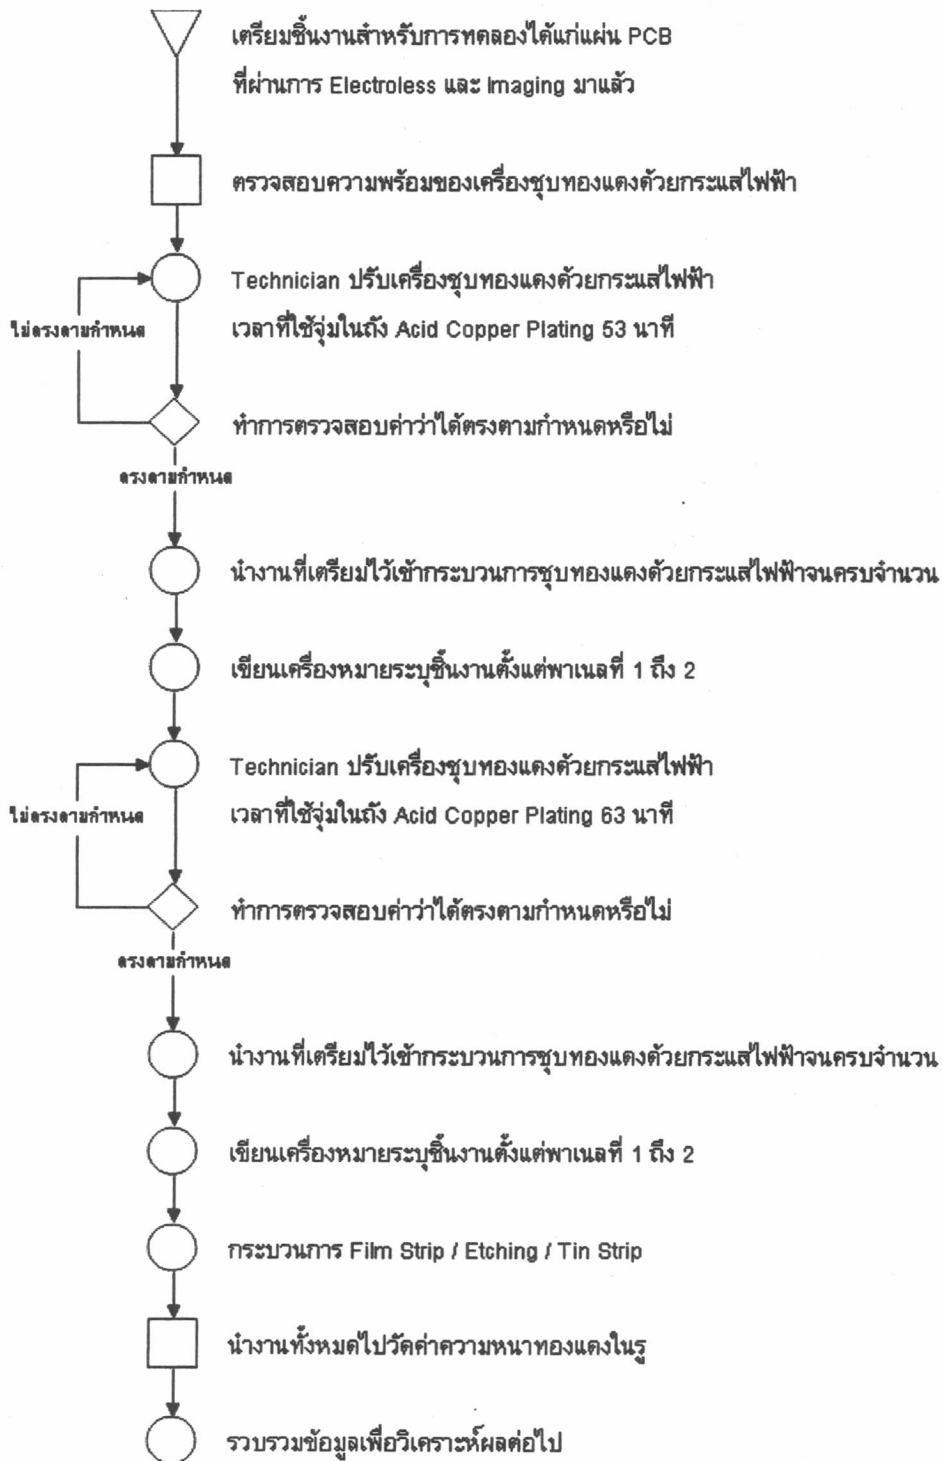 เตรียมชิ้นงานสำหรับการทดลองได้แก่แผ่น PCB
ที่ผ่านการ Electroless และ Imaging มาแล้ว
ตรวจสอบความพร้อมของเครื่องชุบทองแดงด้วยกระแสไฟฟ้า
Technician ปรับเครื่องชุบทองแดงด้วยกระแสไฟฟ้า
ไม่ตรงตามกำหนด
เวลาที่ใช้จุ่มในถัง Acid Copper Plating 53 นาที
ทำการตรวจสอบค่าว่าได้ตรงตามกำหนดหรือไม่
ตรงตามกำหนด
นำงานที่เตรียมไว้เข้ากระบวนการชุบทองแดงด้วยกระแสไฟฟ้าจนครบจำนวน
เขียนเครื่องหมายระบุชิ้นงานตั้งแต่พาเนลที่ 1 ถึง 2
Technician ปรับเครื่องชุบทองแดงด้วยกระแสไฟฟ้า
ไม่ตรงตามกำหนด
เวลาที่ใช้จุ่มในถัง Acid Copper Plating 63 นาที
ทำการตรวจสอบค่าว่าได้ตรงตามกำหนดหรือไม่
ตรงตามกำหนด
นำงานที่เตรียมไว้เข้ากระบวนการชุบทองแดงด้วยกระแสไฟฟ้าจนครบจำนวน
เขียนเครื่องหมายระบุชิ้นงานตั้งแต่พาเนลที่ 1 ถึง 2
กระบวนการ Film Strip / Etching / Tin Strip
นำงานทั้งหมดไปวัดค่าความหนาทองแดงในรู
รวบรวมข้อมูลเพื่อวิเคราะห์ผลต่อไป